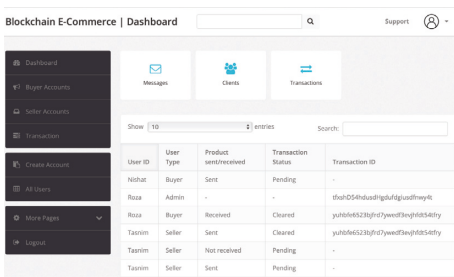 Blockchain E-Commerce | Dashboard
Support
Dashboard
Buyer Accounts
Seller Accounts
Transaction
Create Account
All Users
More Pages
Logout
Messages
Clients
Transactions
Show 10 entries
Search:
User ID User Type Product sent/received Transaction Status Transaction ID
Nishat Buyer Sent Pending -
Roza Admin - - tfxshD54hdusdHgdufdgiusdfnwy4t
Roza Buyer Received Cleared yuhbfe6523bjfrd7ywedf3evjhfdt54tfry
Tasnim Seller Sent Cleared yuhbfe6523bjfrd7ywedf3evjhfdt54tfry
Tasnim Seller Not received Pending -
Tasnim Seller Sent Pending -